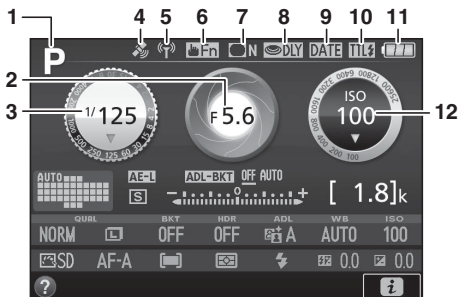 4 5 6 7 8 9 10 11
1
P Fn N DLY DATE TTL
2
3 1/125 F5.6 ISO 100 12
AUTO AE-L ADL-BKT OFF AUTO
S - + [ 1.8]k
QUAL BKT HDR ADL WB ISO
NORM L OFF OFF A AUTO 100
SD AF-A 0.0 0.0
? i